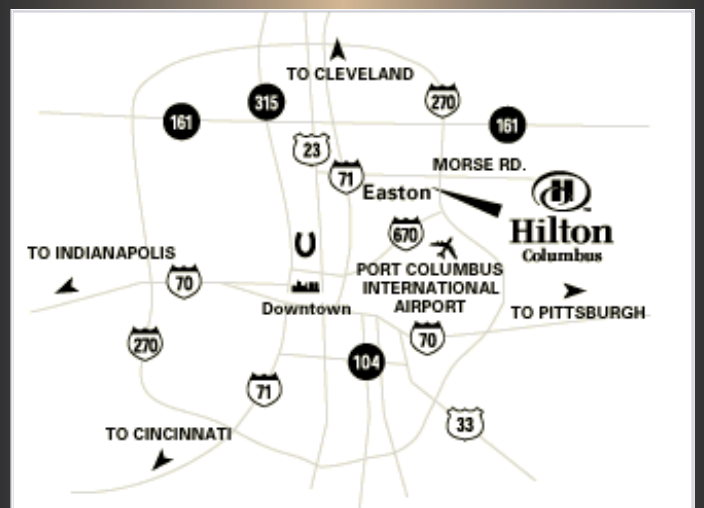 TO CLEVELAND
315
270
161
161
23
MORSE RD.
71
Easton
H
Hilton
Columbus
670
TO INDIANAPOLIS
PORT COLUMBUS
INTERNATIONAL
AIRPORT
70
Downtown
TO PITTSBURGH
270
70
104
71
33
TO CINCINNATI